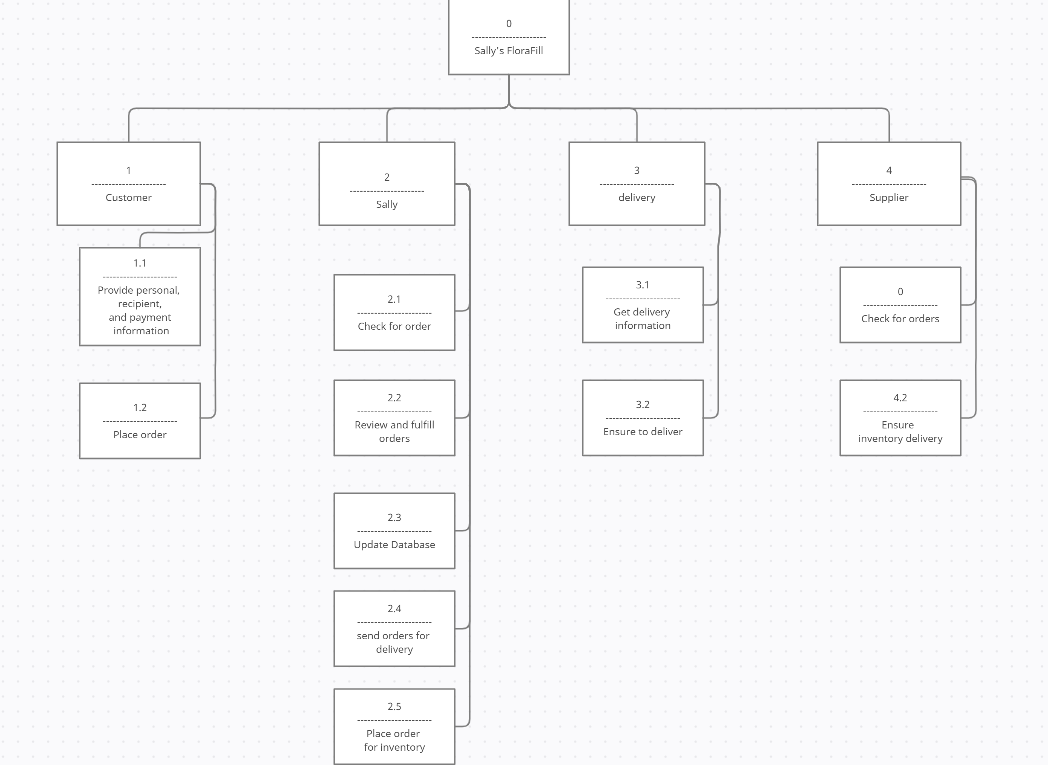 0
Sally's FloraFill
1
Customer
2
Sally
3
delivery
4
Supplier
1.1
Provide personal,
recipient,
and payment
information
1.2
Place order
2.1
Check for order
2.2
Review and fulfill
orders
2.3
Update Database
2.4
send orders for
delivery
2.5
Place order
for inventory
3.1
Get delivery
information
3.2
Ensure to deliver
0
Check for orders
4.2
Ensure
inventory delivery